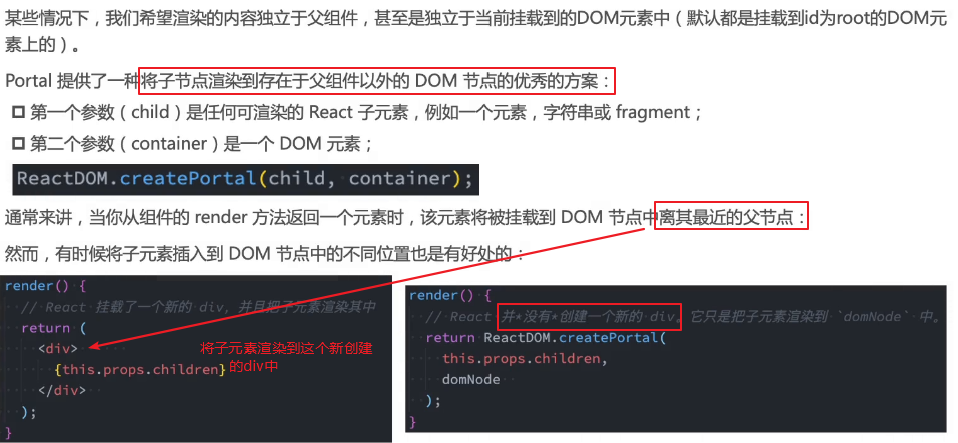 某些情况下，我们希望渲染的内容独立于父组件，甚至是独立于当前挂载到的DOM元素中（默认都是挂载到id为root的DOM元
素上的）。
Portal 提供了一种将子节点渲染到存在于父组件以外的 DOM 节点的优秀的方案：
第一个参数（child）是任何可渲染的 React 子元素，例如一个元素，字符串或 fragment；
第二个参数（container）是一个 DOM 元素；
ReactDOM.createPortal(child, container);
通常来讲，当你从组件的 render 方法返回一个元素时，该元素将被挂载到 DOM 节点中离其最近的父节点：
然而，有时候将子元素插入到 DOM 节点中的不同位置也是有好处的：
render() {
// React 挂载了一个新的 div, 并且把子元素渲染其中
return (
<div>
{this.props.children}
</div>
);
}
将子元素渲染到这个新创建
的div中
render() {
// React 并*没有*创建一个新的 div。它只是把子元素渲染到 `domNode` 中。
return ReactDOM.createPortal(
this.props.children,
domNode
);
}